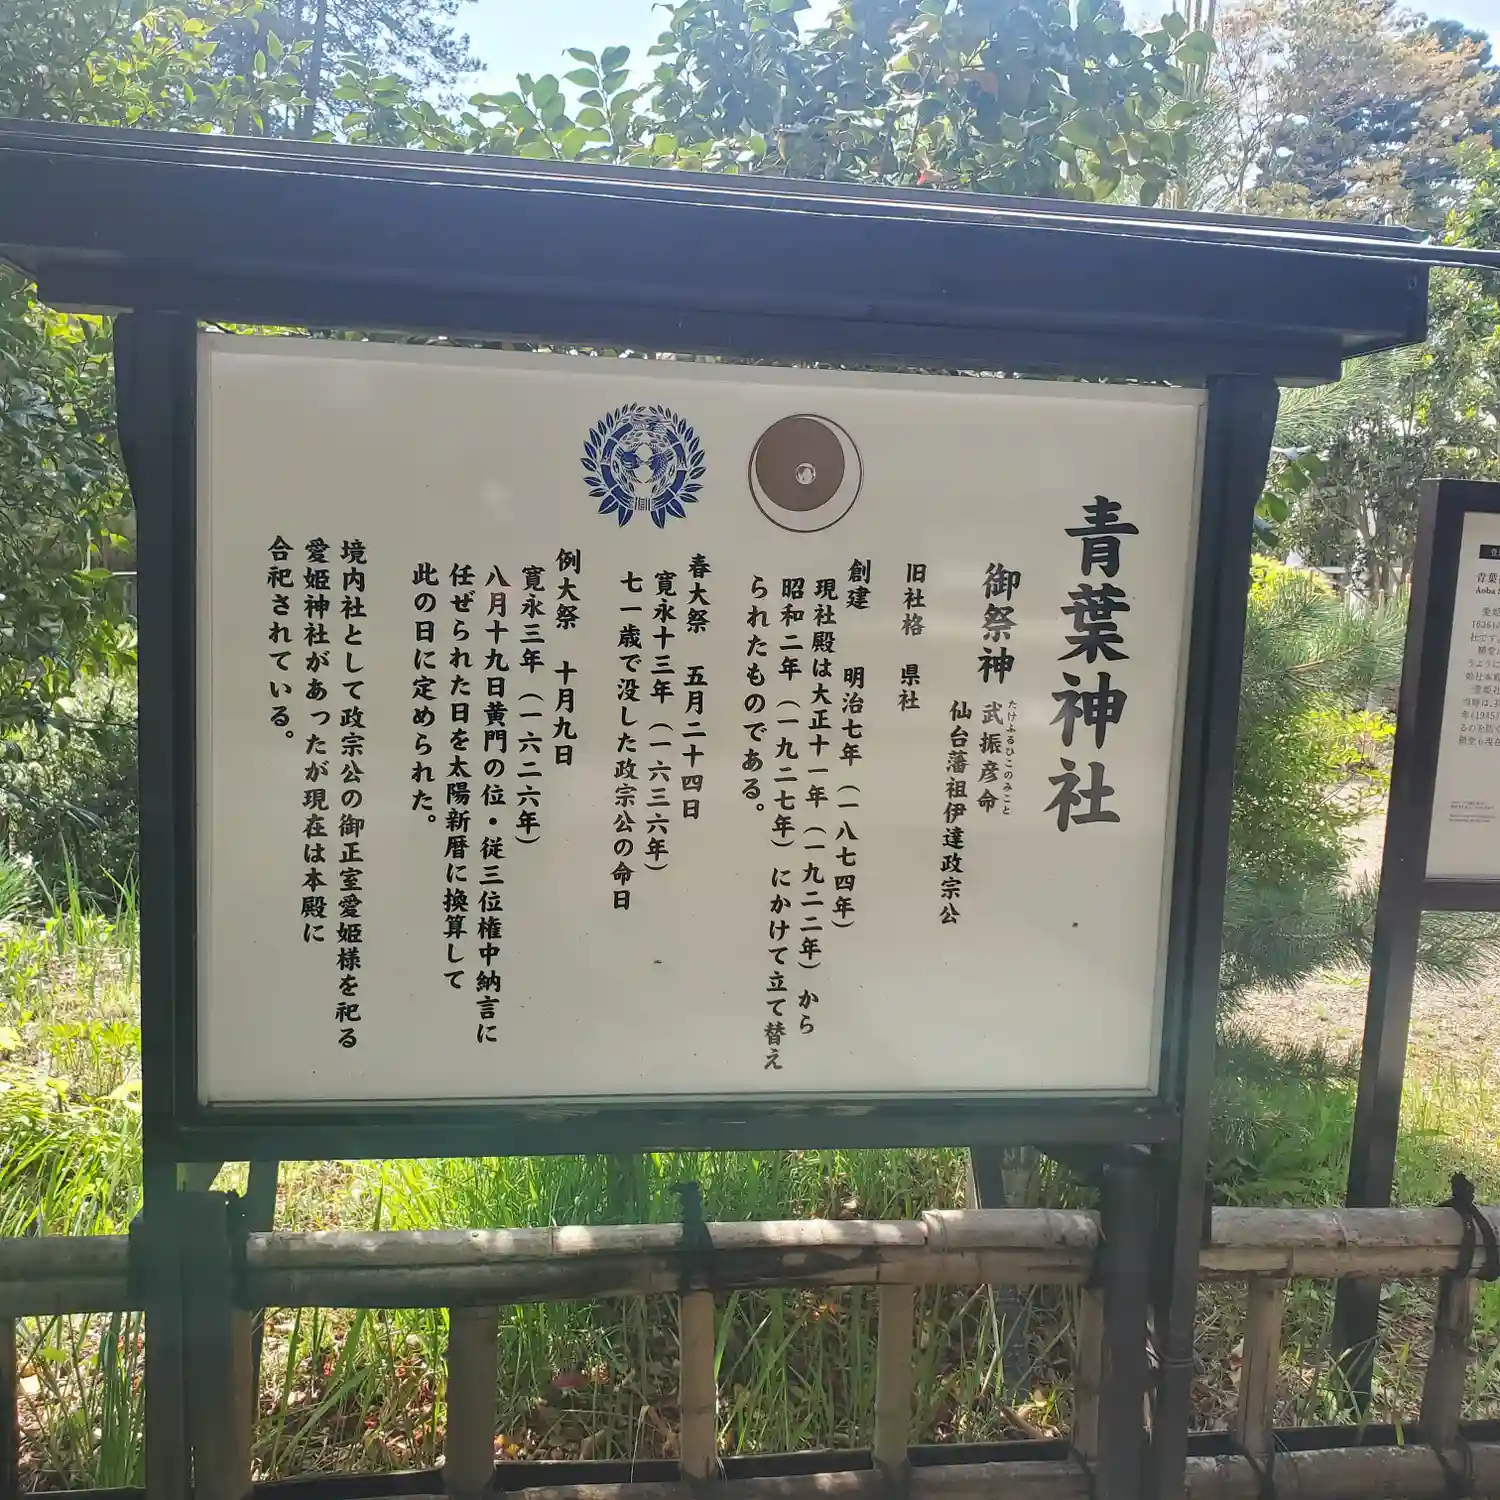 青葉神社
御祭神 武振彦命
たけふるひこのみこと
仙台藩祖伊達政宗公
旧社格 県社
創建 明治七年(一八七四年)
現社殿は大正十一年(一九二二年)から
昭和二年(一九二七年)にかけて立て替え
られたものである。
春大祭 五月二十四日
寛永十三年(一六三六年)
七一歳で没した政宗公の命日
例大祭 十月九日
寛永三年(一六二六年)
八月十九日黄門の位・従三位権中納言に
任ぜられた日を太陽新暦に換算して
此の日に定められた。
境内社として政宗公の御正室愛姫様を祀る
愛姫神社があったが現在は本殿に
合祀されている。